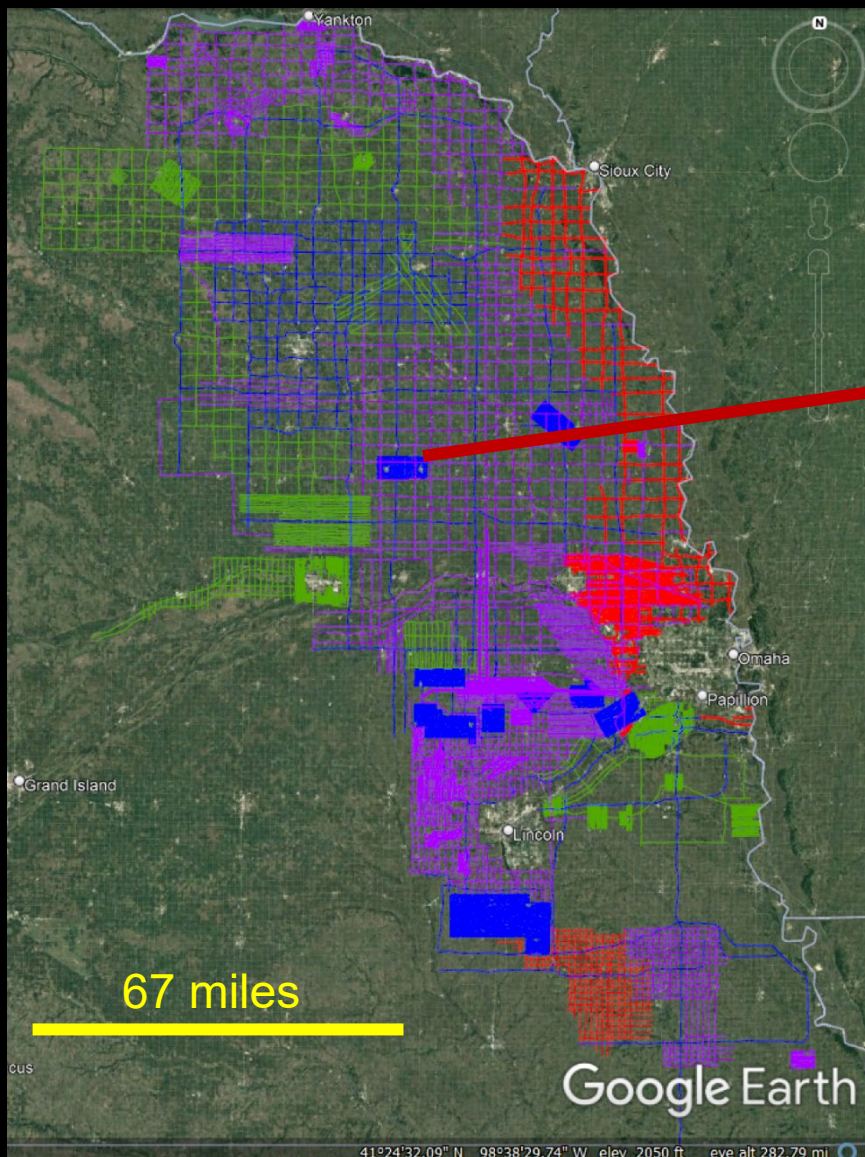 Yankton
N
Sioux City
Omaha
Papillion
Grand Island
Lincoln
67 miles
cus
Google Earth
41°24'32.09" N 98°38'29.74" W elev 2050 ft eye alt 282.79 mi